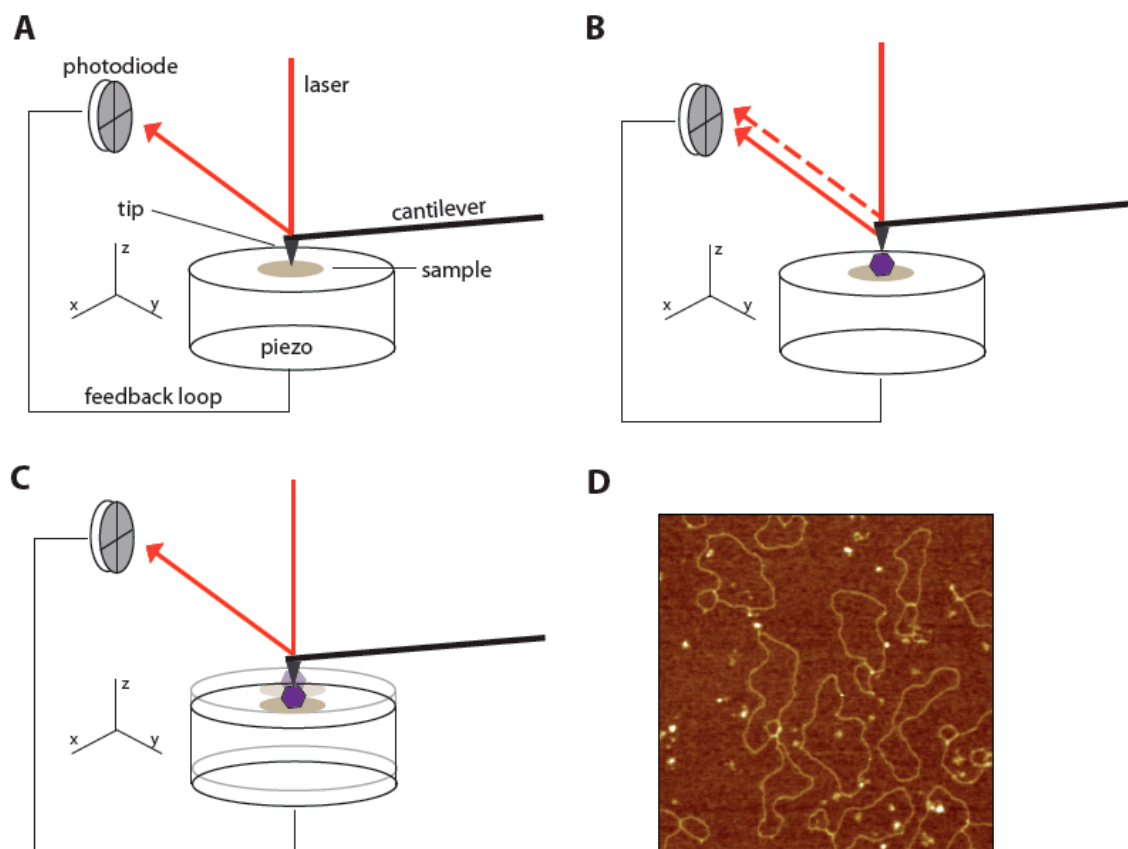 A
photodiode
laser
tip
cantilever
z
x
y
sample
piezo
feedback loop
B
z
x
y
C
z
x
y
D